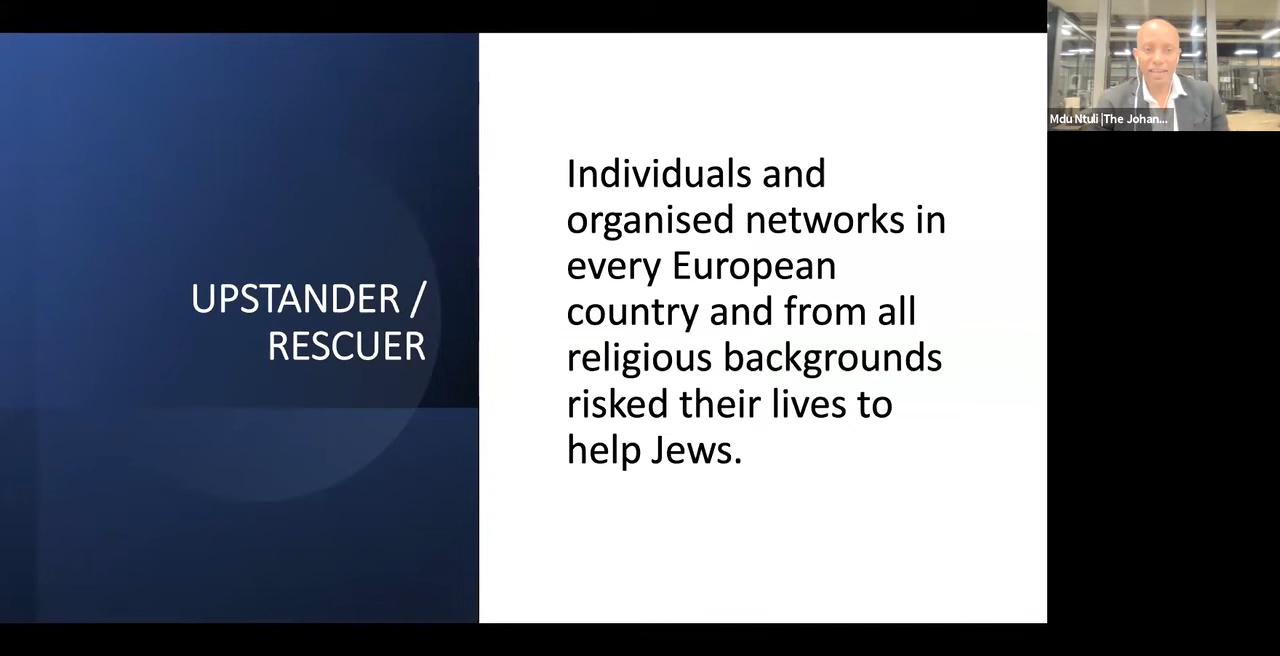 UPSTANDER /
RESCUER
Individuals and
organised networks in
every European
country and from all
religious backgrounds
risked their lives to
help Jews.
Mdu Ntuli |The Johan...